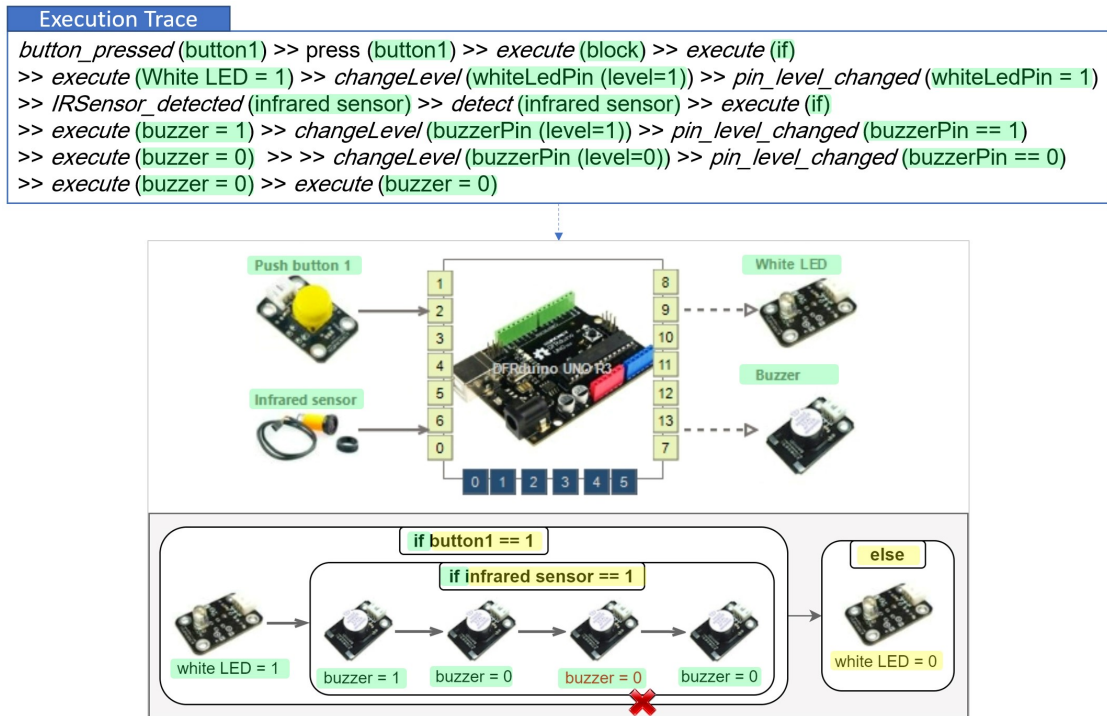 Execution Trace
button_pressed (button1) >> press (button1) >> execute (block) >> execute (if)
>> execute (White LED = 1) >> changeLevel (whiteLedPin (level=1)) >> pin_level_changed (whiteLedPin = 1)
>> IRSensor_detected (infrared sensor) >> detect (infrared sensor) >> execute (if)
>> execute (buzzer = 1) >> changeLevel (buzzerPin (level=1)) >> pin_level_changed (buzzerPin == 1)
>> execute (buzzer = 0) >> >> changeLevel (buzzerPin (level=0)) >> pin_level_changed (buzzerPin == 0)
>> execute (buzzer = 0) >> execute (buzzer = 0)
Push button 1
White LED
1
2
3
4
5
6
0
8
9
10
11
12
13
7
DFRduino UNO R3
Infrared sensor
Buzzer
0 1 2 3 4 5
if button1 == 1
else
if infrared sensor == 1
white LED = 1
buzzer = 1
buzzer = 0
buzzer = 0
buzzer = 0
white LED = 0